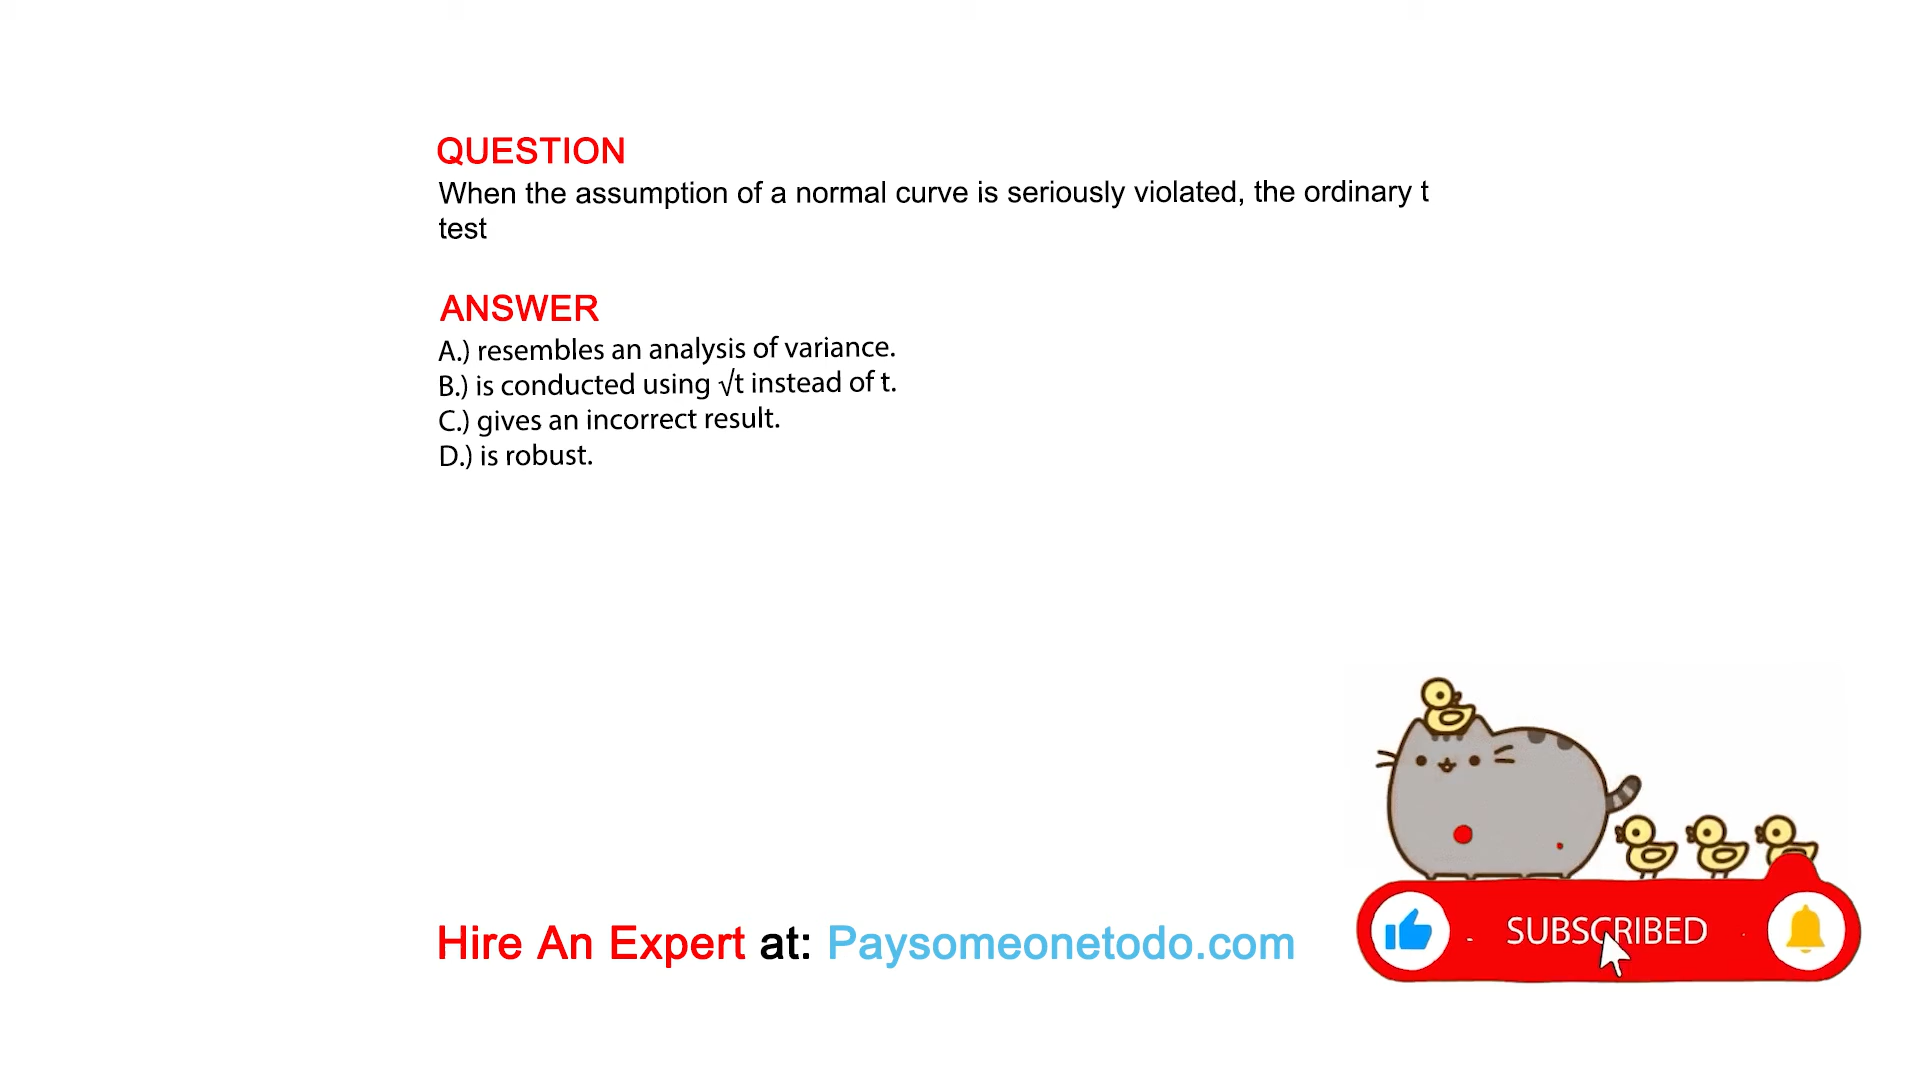 QUESTION
When the assumption of a normal curve is seriously violated, the ordinary t
test
ANSWER
A.) resembles an analysis of variance.
B.) is conducted using √t instead of t.
C.) gives an incorrect result.
D.) is robust.
Hire An Expert at: Paysomeonetodo.com
SUBSCRIBED